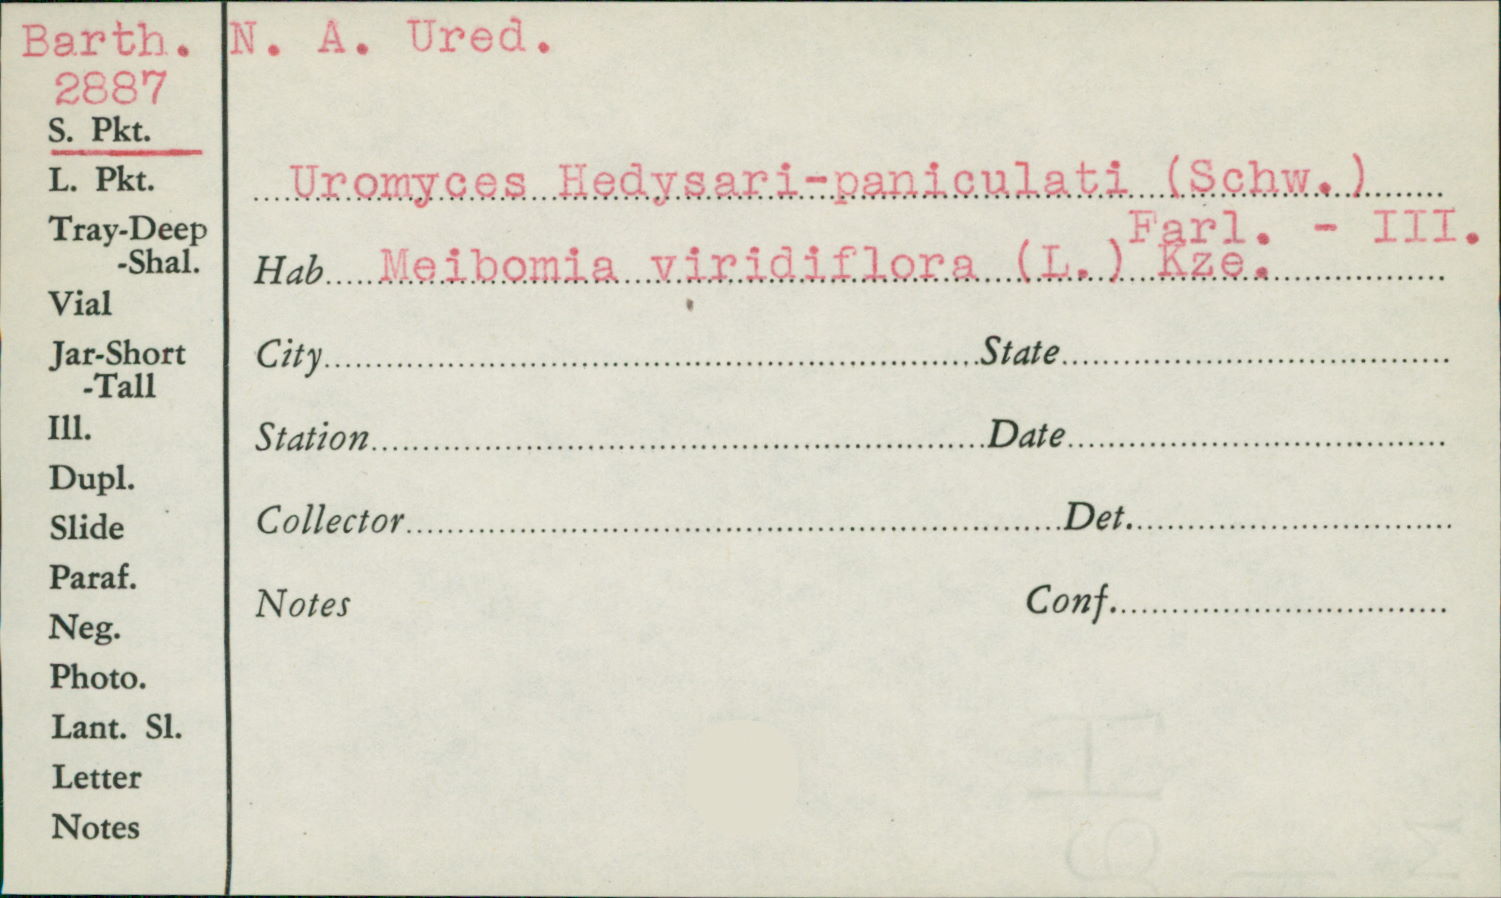 Barth. N. A. Ured.
2887
S. Pkt.
L. Pkt.
Tray-Deep
-Shal.
Vial
Jar-Short
-Tall
Ill.
Dupl.
Slide
Paraf.
Neg.
Photo.
Lant. Sl.
Letter
Notes
Uromyces Hedysari-paniculati (Schw.)
Farl. - III.
Hab Meibomia viridiflora (L.) Kze.
City State
Station Date
Collector Det.
Notes Conf.